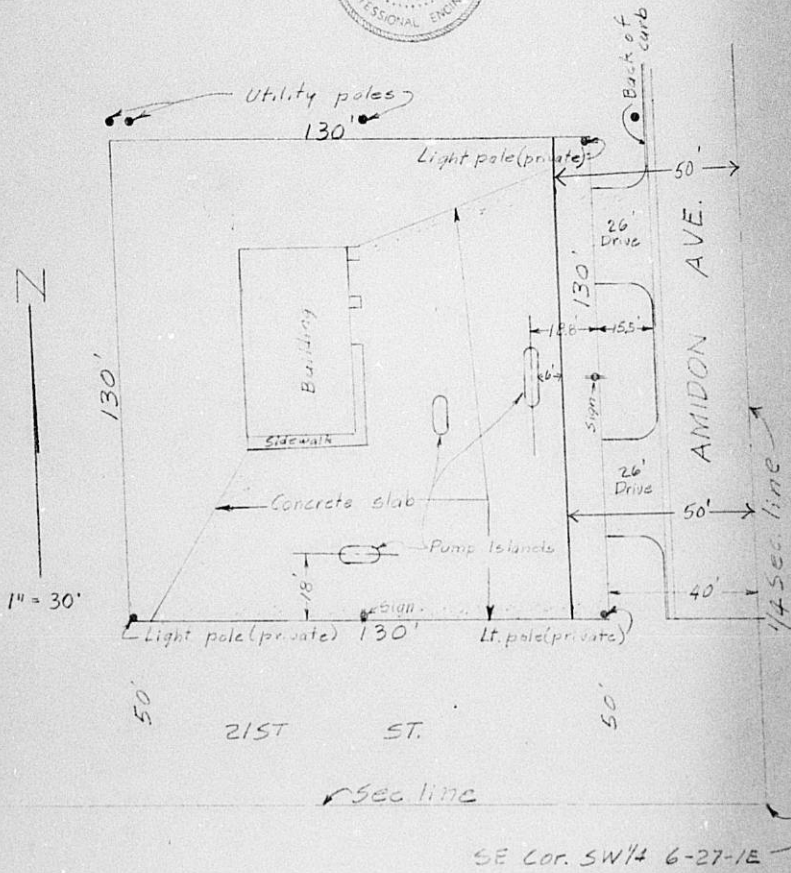 PROFESSIONAL ENGIN
Back of
curb
Utility poles
130'
Light pole (private)
50'
26'
Drive
AMIDON AVE.
N
130'
130'
Building
18.8
15.5'
6'
Sign
Sidewalk
26'
Drive
Concrete slab
50'
1/4 Sec. line
Pump Islands
18'
1" = 30'
40'
Sign
Light pole (private)
130'
Lt. pole (private)
50'
50'
21ST ST.
Sec. line
SE Cor. SW 1/4 6-27-1E